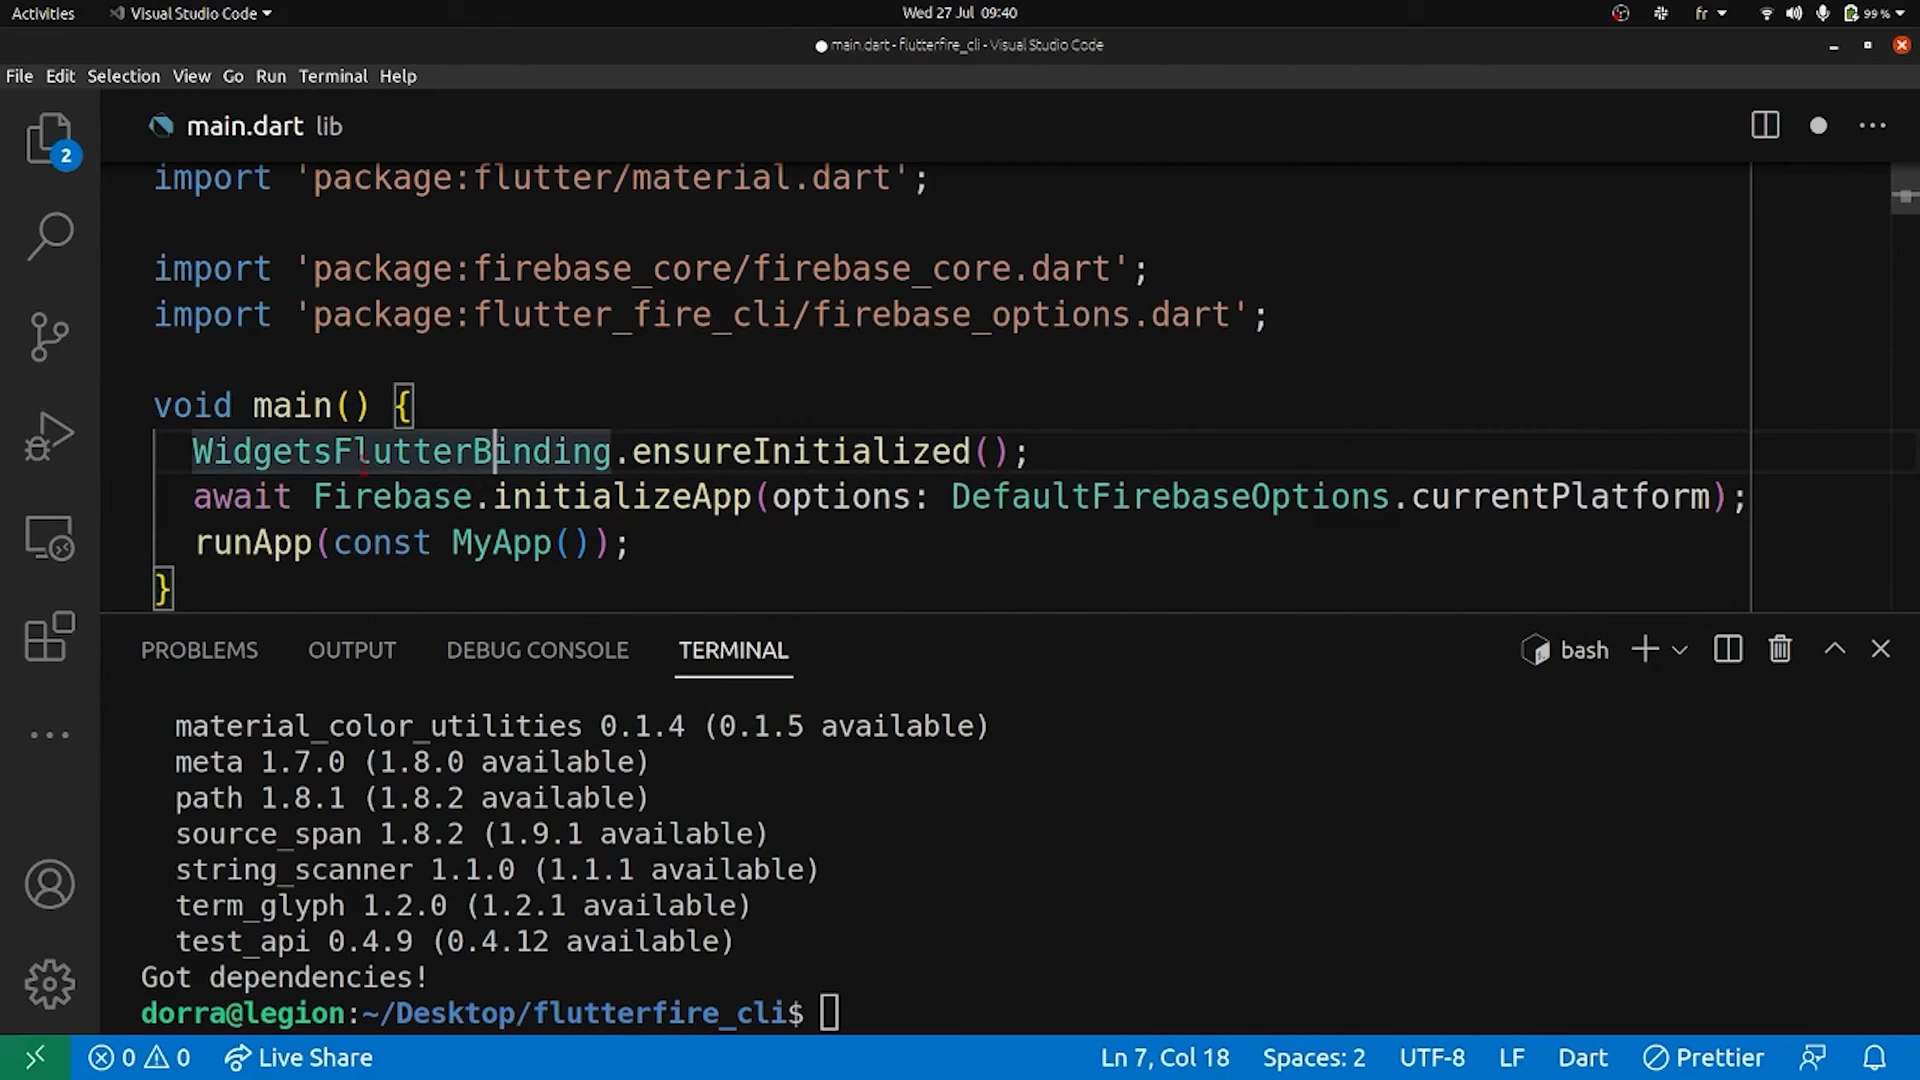 Activities Visual Studio Code Wed 27 Jul 09:40 fr 99 %
main.dart - flutterfire_cli - Visual Studio Code
File Edit Selection View Go Run Terminal Help
2
main.dart lib
import 'package:flutter/material.dart';
import 'package:firebase_core/firebase_core.dart';
import 'package:flutter_fire_cli/firebase_options.dart';
void main() {
WidgetsFlutterBinding.ensureInitialized();
await Firebase.initializeApp(options: DefaultFirebaseOptions.currentPlatform);
runApp(const MyApp());
}
PROBLEMS OUTPUT DEBUG CONSOLE TERMINAL bash
material_color_utilities 0.1.4 (0.1.5 available)
meta 1.7.0 (1.8.0 available)
path 1.8.1 (1.8.2 available)
source_span 1.8.2 (1.9.1 available)
string_scanner 1.1.0 (1.1.1 available)
term_glyph 1.2.0 (1.2.1 available)
test_api 0.4.9 (0.4.12 available)
Got dependencies!
dorra@legion:~/Desktop/flutterfire_cli$
0 0 Live Share Ln 7, Col 18 Spaces: 2 UTF-8 LF Dart Prettier